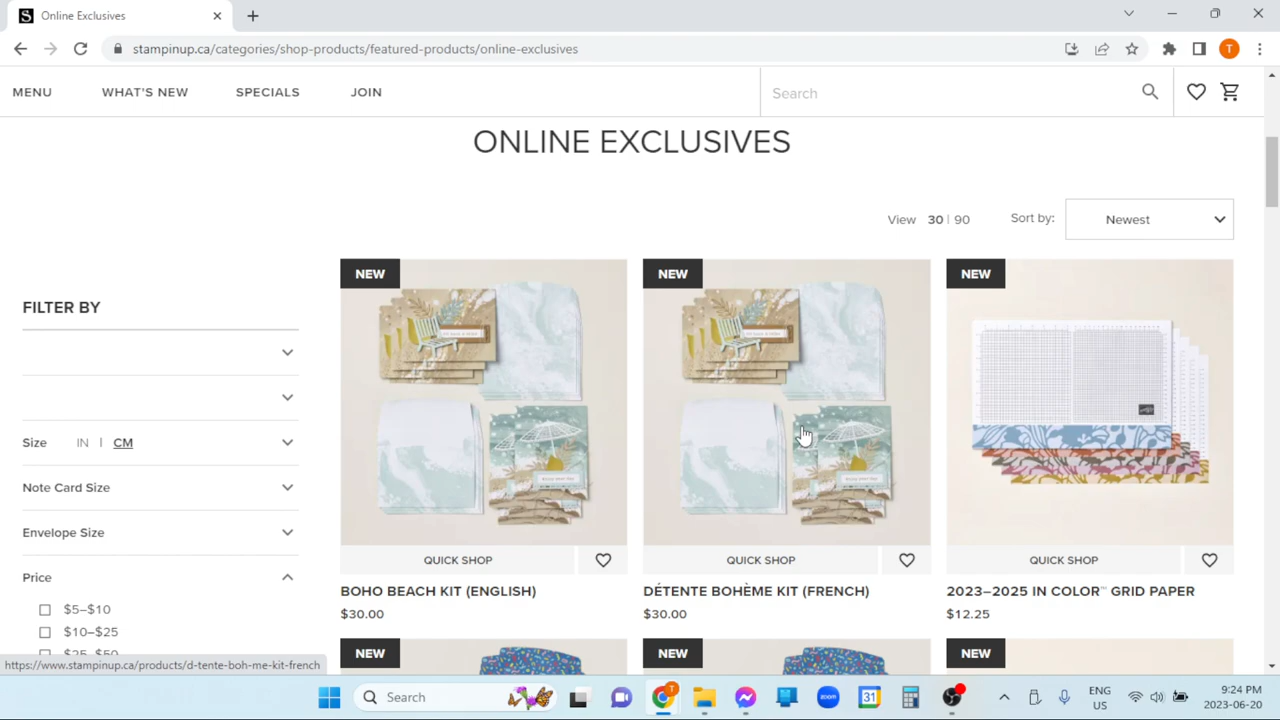 Online Exclusives
stampinup.ca/categories/shop-products/featured-products/online-exclusives
T
MENU WHAT'S NEW SPECIALS JOIN Search
ONLINE EXCLUSIVES
View 30 | 90 Sort by: Newest
FILTER BY
Size IN | CM
Note Card Size
Envelope Size
Price
$5–$10
$10–$25
$25–$50
NEW
QUICK SHOP
BOHO BEACH KIT (ENGLISH)
$30.00
NEW
QUICK SHOP
DÉTENTE BOHÈME KIT (FRENCH)
$30.00
NEW
QUICK SHOP
2023–2025 IN COLOR™ GRID PAPER
$12.25
NEW
NEW
NEW
https://www.stampinup.ca/products/d-tente-boh-me-kit-french
Search
zoom
31
ENG
US
9:24 PM
2023-06-20